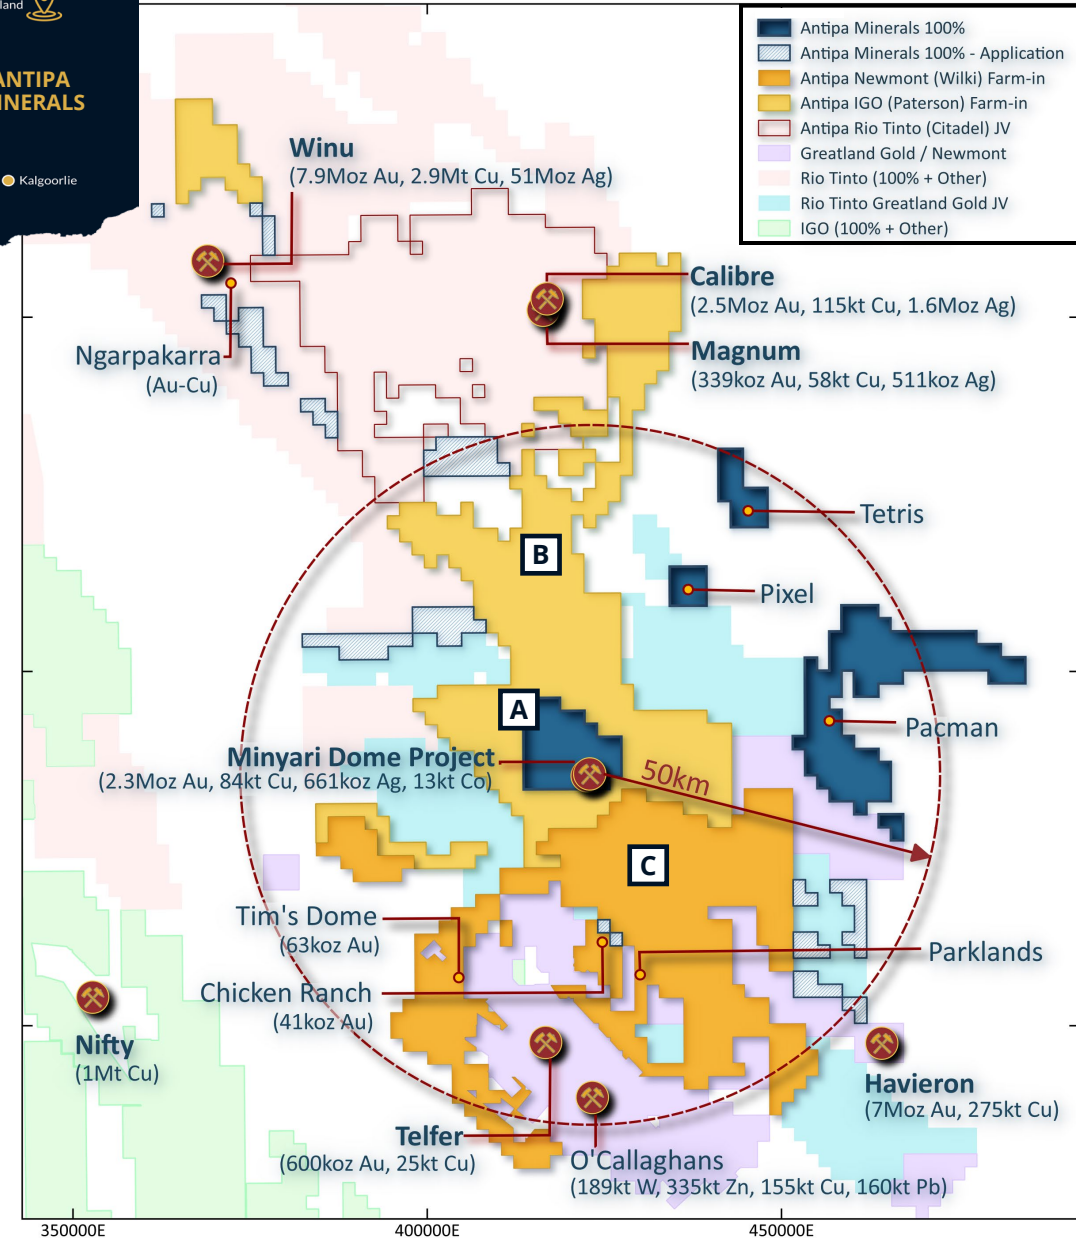 land
ANTIPA
MINERALS
Kalgoorlie
Antipa Minerals 100%
Antipa Minerals 100% - Application
Antipa Newmont (Wilki) Farm-in
Antipa IGO (Paterson) Farm-in
Antipa Rio Tinto (Citadel) JV
Greatland Gold / Newmont
Rio Tinto (100% + Other)
Rio Tinto Greatland Gold JV
IGO (100% + Other)
Winu
(7.9Moz Au, 2.9Mt Cu, 51Moz Ag)
Calibre
(2.5Moz Au, 115kt Cu, 1.6Moz Ag)
Ngarpakarra
(Au-Cu)
Magnum
(339koz Au, 58kt Cu, 511koz Ag)
Tetris
B
Pixel
A
Pacman
Minyari Dome Project
(2.3Moz Au, 84kt Cu, 661koz Ag, 13kt Co)
50km
C
Tim's Dome
(63koz Au)
Parklands
Chicken Ranch
(41koz Au)
Nifty
(1Mt Cu)
Havieron
(7Moz Au, 275kt Cu)
Telfer
(600koz Au, 25kt Cu)
O'Callaghans
(189kt W, 335kt Zn, 155kt Cu, 160kt Pb)
350000E
400000E
450000E